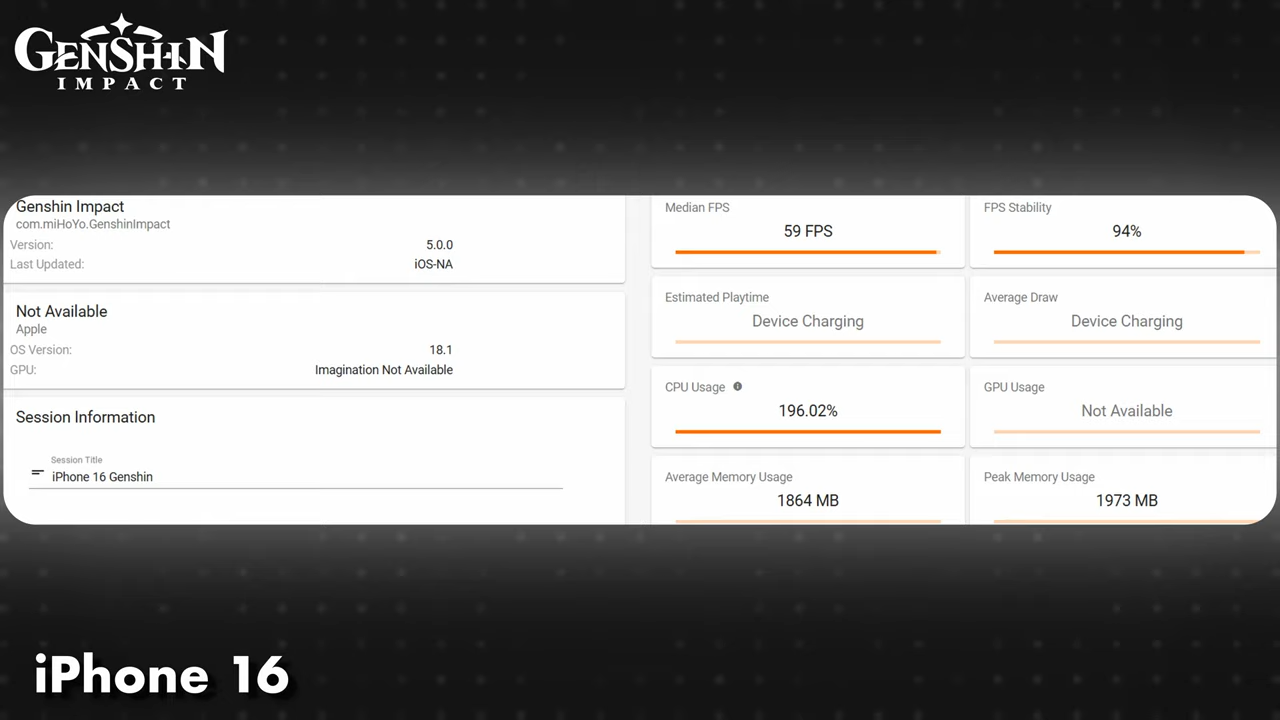 GENSHIN
IMPACT
Genshin Impact
com.miHoYo.GenshinImpact
Version: 5.0.0
Last Updated: iOS-NA
Not Available
Apple
OS Version: 18.1
GPU: Imagination Not Available
Session Information
Session Title
iPhone 16 Genshin
Median FPS
59 FPS
FPS Stability
94%
Estimated Playtime
Device Charging
Average Draw
Device Charging
CPU Usage
196.02%
GPU Usage
Not Available
Average Memory Usage
1864 MB
Peak Memory Usage
1973 MB
iPhone 16